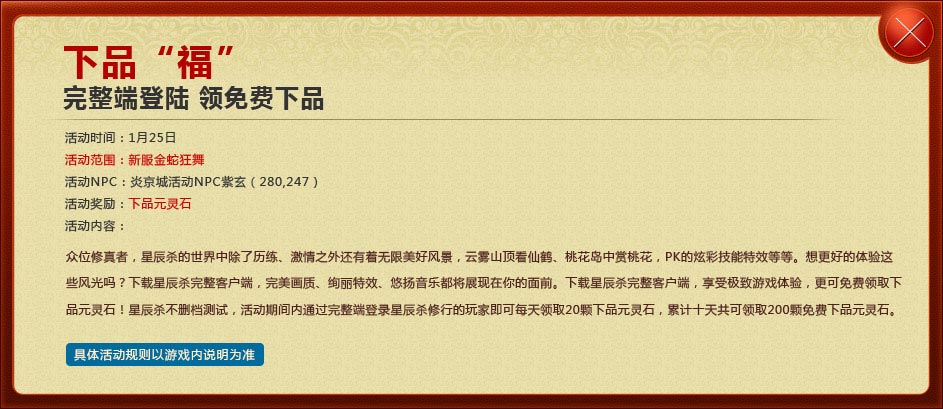 下品“福”
完整端登陆 领免费下品
活动时间：1月25日
活动范围：新服金蛇狂舞
活动NPC：炎京城活动NPC紫玄（280,247）
活动奖励：下品元灵石
活动内容：
众位修真者，星辰杀的世界中除了历练、激情之外还有着无限美好风景，云雾山顶看仙鹤、桃花岛中赏桃花，PK的炫彩技能特效等等。想更好的体验这
些风光吗？下载星辰杀完整客户端，完美画质、绚丽特效、悠扬音乐都将展现在你的面前。下载星辰杀完整客户端，享受极致游戏体验，更可免费领取下
品元灵石！星辰杀不删档测试，活动期间内通过完整端登录星辰杀修行的玩家即可每天领取20颗下品元灵石，累计十天共可领取200颗免费下品元灵石。
具体活动规则以游戏内说明为准